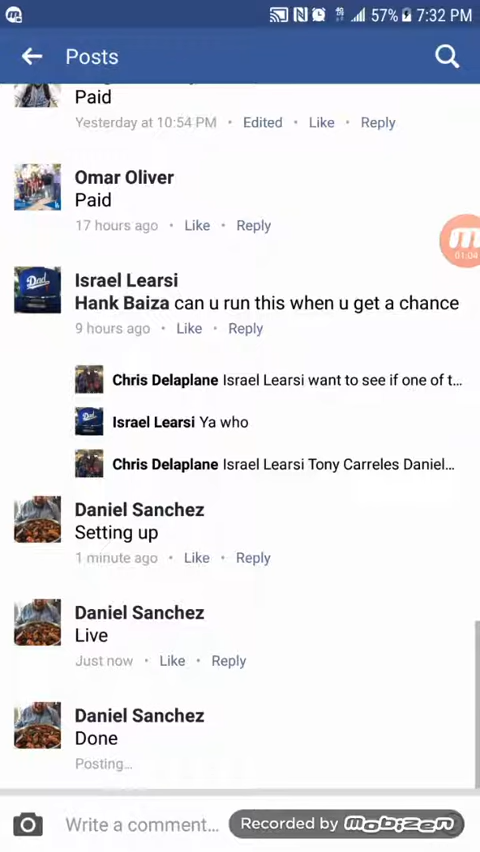 57% 7:32 PM
Posts
Paid
Yesterday at 10:54 PM • Edited • Like • Reply
Omar Oliver
Paid
17 hours ago • Like • Reply
01:04
Israel Learsi
Hank Baiza can u run this when u get a chance
9 hours ago • Like • Reply
Chris Delaplane Israel Learsi want to see if one of t...
Israel Learsi Ya who
Chris Delaplane Israel Learsi Tony Carreles Daniel...
Daniel Sanchez
Setting up
1 minute ago • Like • Reply
Daniel Sanchez
Live
Just now • Like • Reply
Daniel Sanchez
Done
Posting...
Write a comment...
Recorded by mobizen